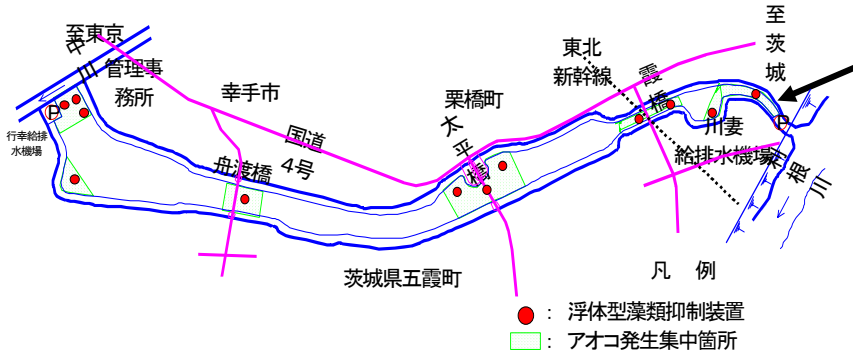 至東京
中川
管理事
務所
P
行幸給排
水機場
幸手市
国道
4号
舟渡橋
栗橋町
太平橋
東北
新幹線
霞橋
至茨城
P
川妻
給排水機場
利根川
茨城県五霞町
凡 例
： 浮体型藻類抑制装置
： アオコ発生集中箇所